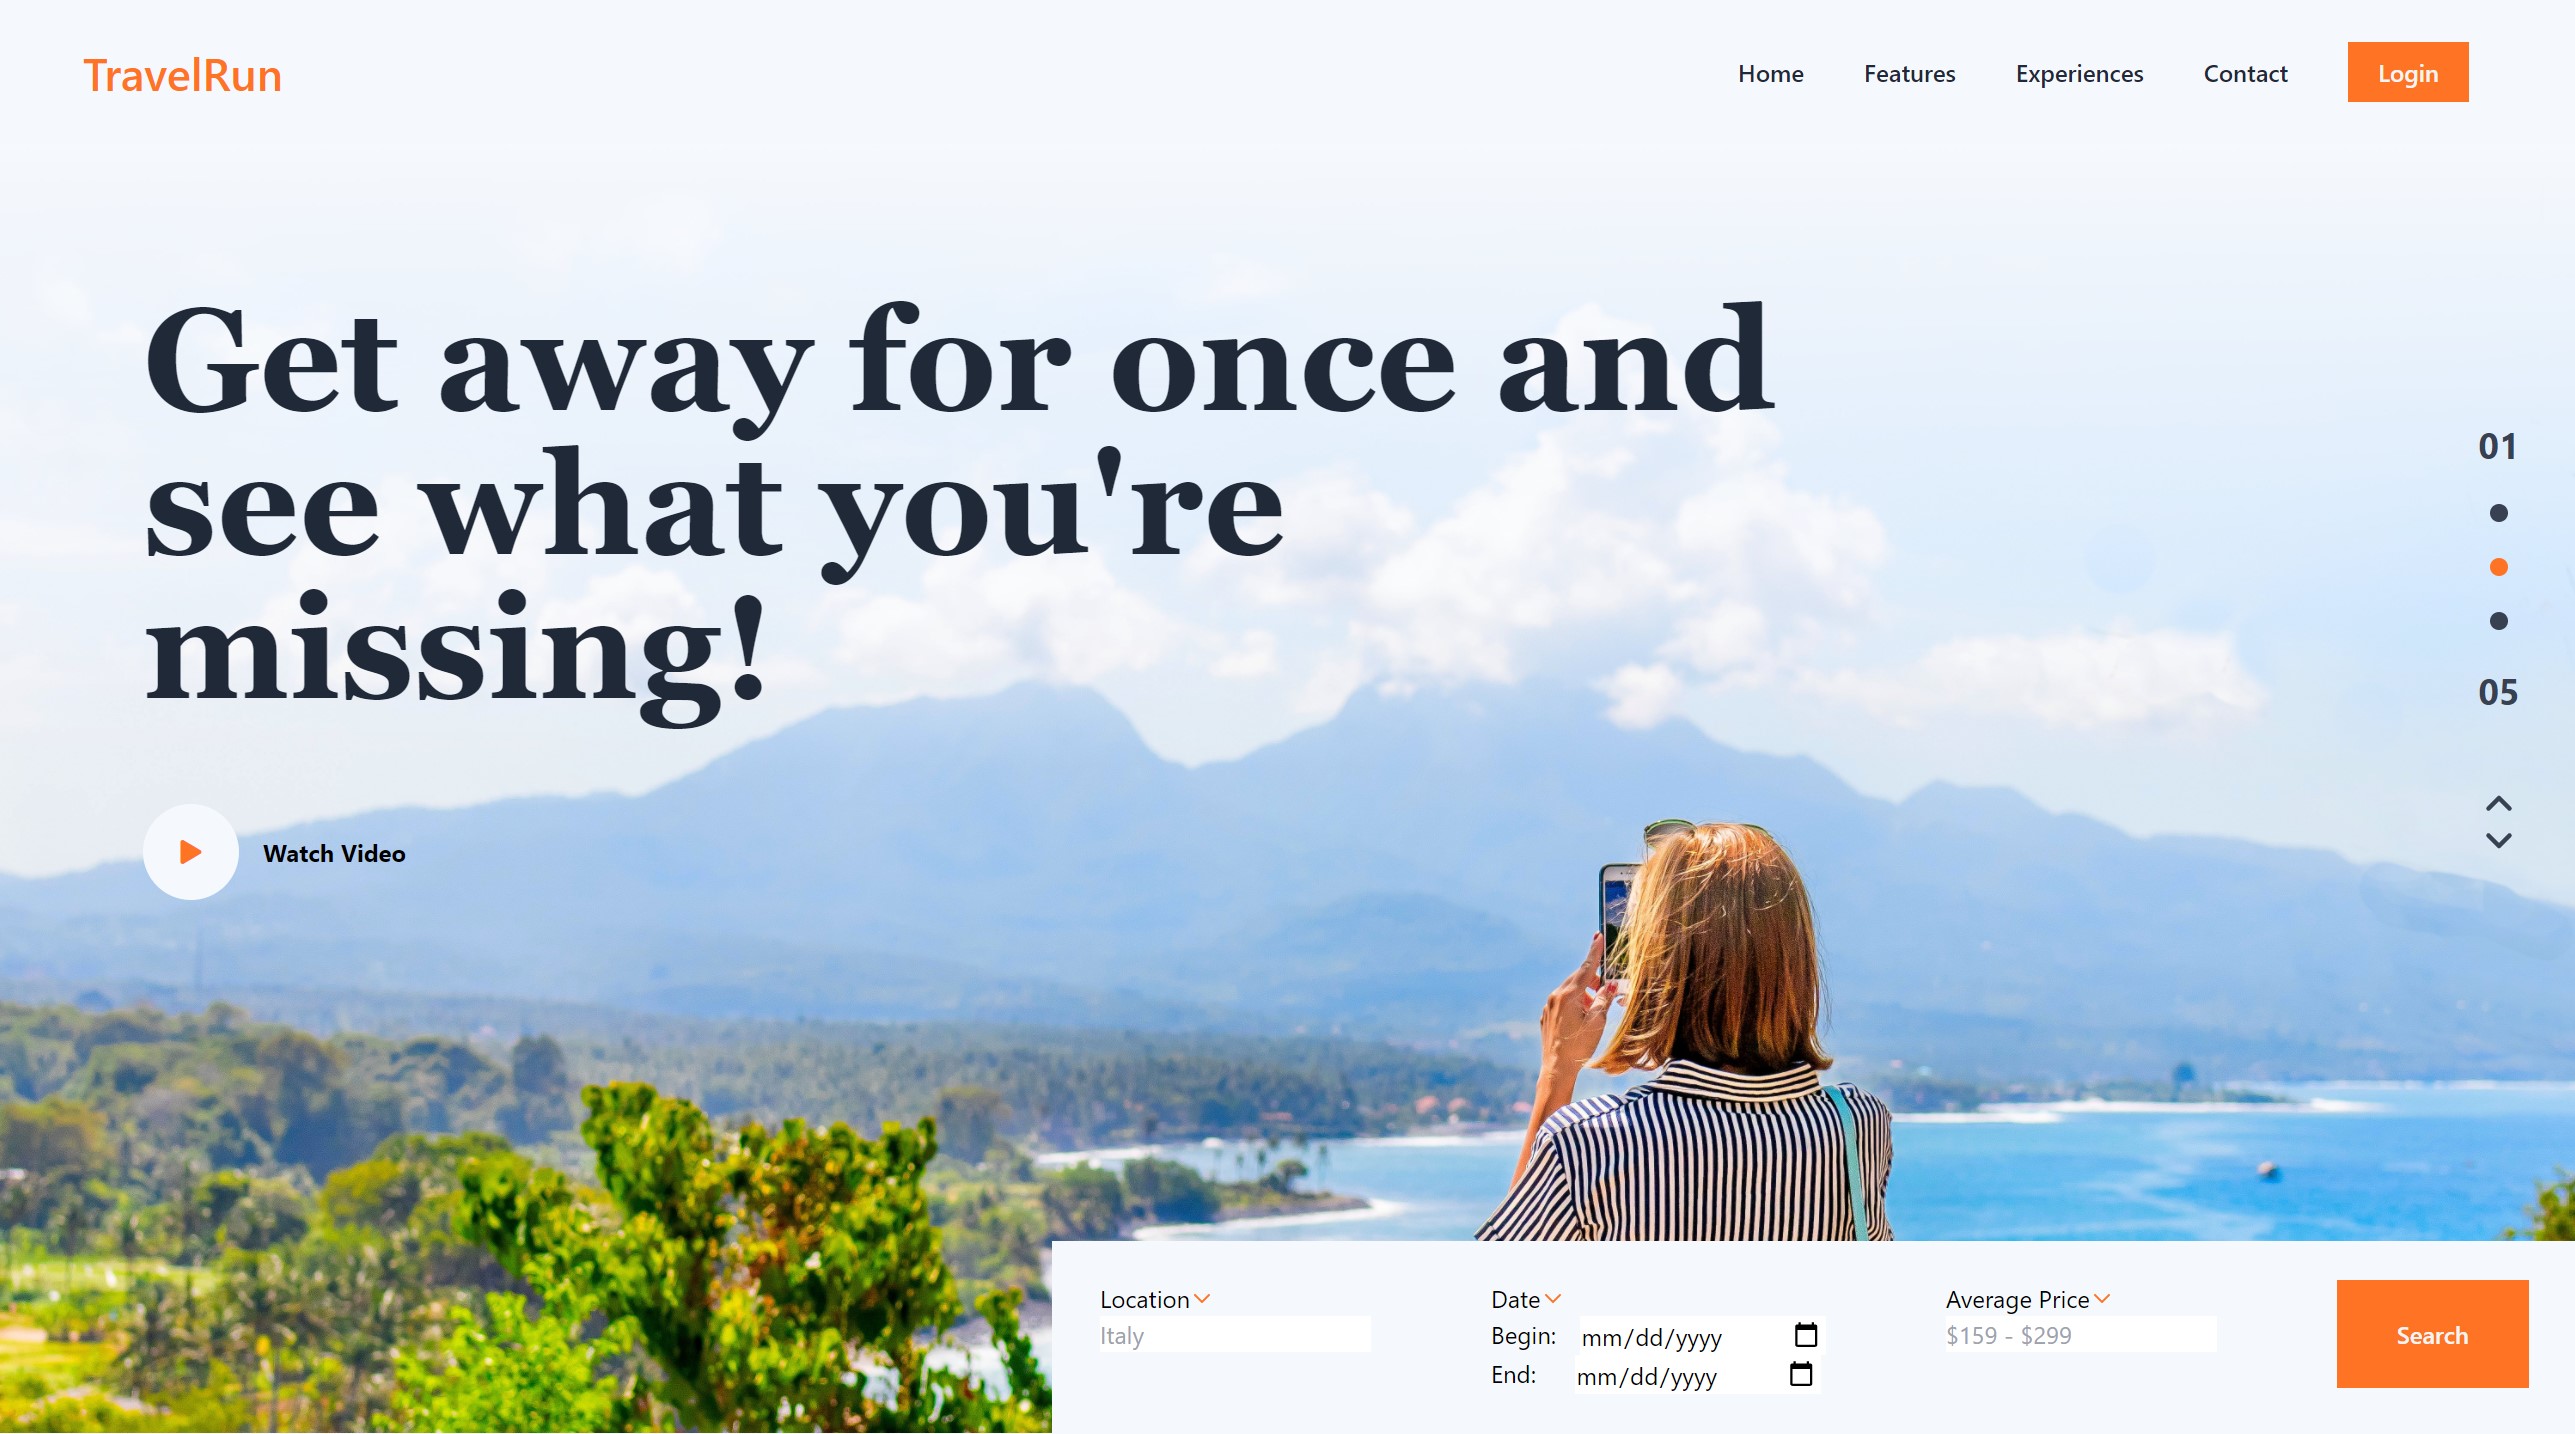 TravelRun
Home
Features
Experiences
Contact
Login
Get away for once and
see what you're
missing!
01
05
Watch Video
Location
Italy
Date
Begin: mm/dd/yyyy
End: mm/dd/yyyy
Average Price
$159 - $299
Search